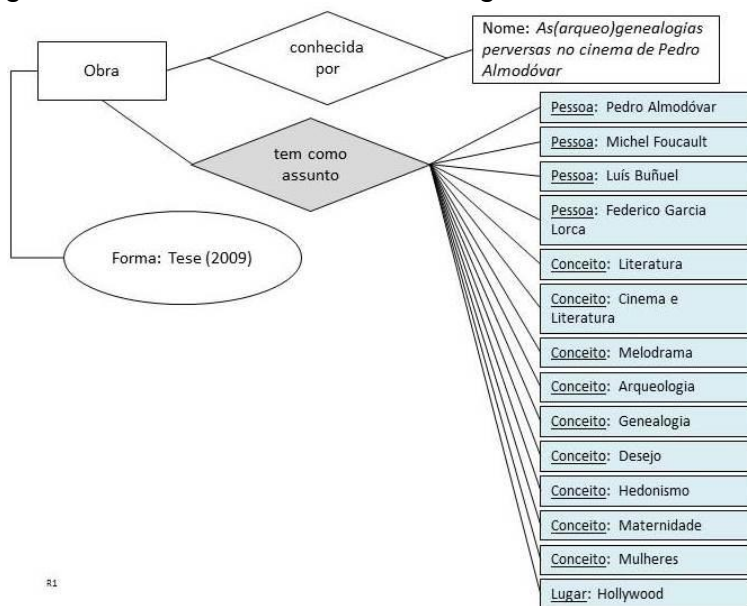 Obra
conhecida
por
Nome: As(arqueo)genealogias
perversas no cinema de Pedro
Almodóvar
tem como
assunto
Forma: Tese (2009)
Pessoa: Pedro Almodóvar
Pessoa: Michel Foucault
Pessoa: Luís Buñuel
Pessoa: Federico Garcia
Lorca
Conceito: Literatura
Conceito: Cinema e
Literatura
Conceito: Melodrama
Conceito: Arqueologia
Conceito: Genealogia
Conceito: Desejo
Conceito: Hedonismo
Conceito: Maternidade
Conceito: Mulheres
Lugar: Hollywood
R1